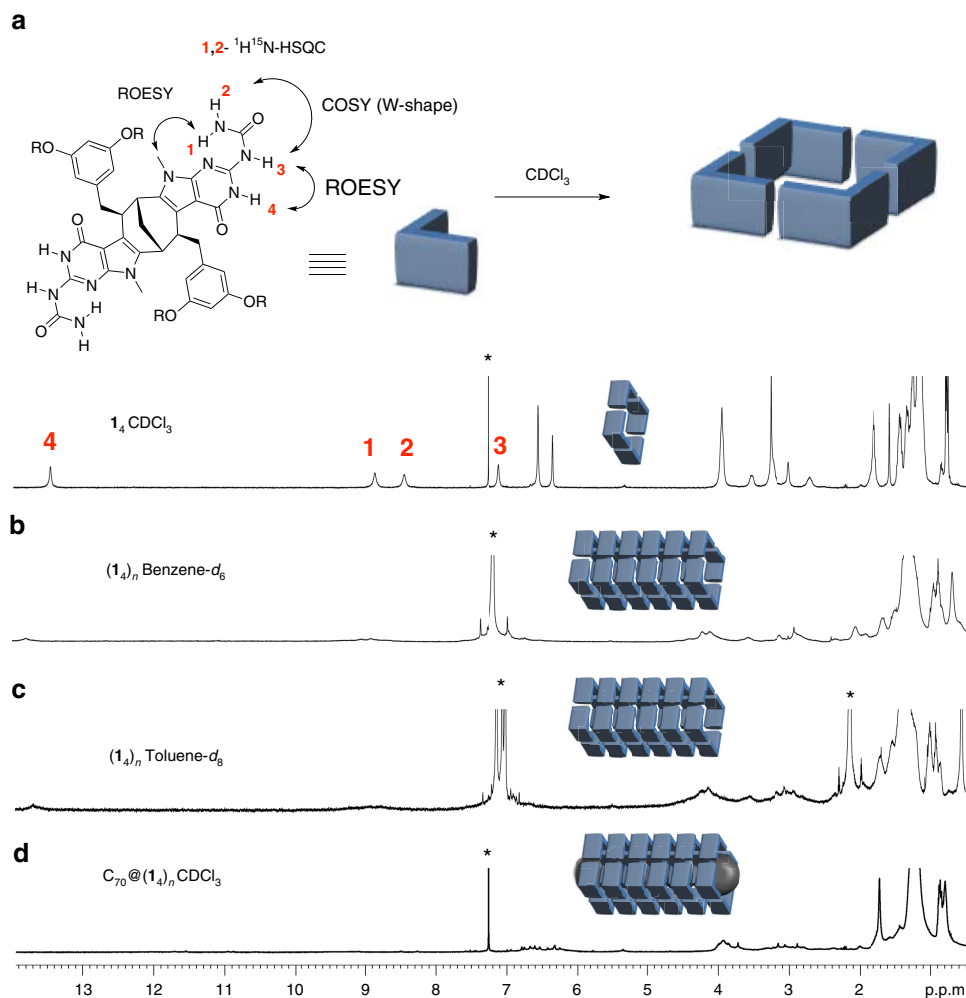 a
1,2- ¹H¹⁵N-HSQC
ROESY
2
H
COSY (W-shape)
H N O
1
OR
RO
N N H
3
N
N H
ROESY
4
O
CDCl₃
O
HN
N N
H N
N
O N H
H
OR
RO
*
1₄ CDCl₃
4
1
2
3
b
*
(1₄)ₙ Benzene-d₆
c
*
*
(1₄)ₙ Toluene-d₈
d
*
C₇₀@(1₄)ₙ CDCl₃
13 12 11 10 9 8 7 6 5 4 3 2 p.p.m